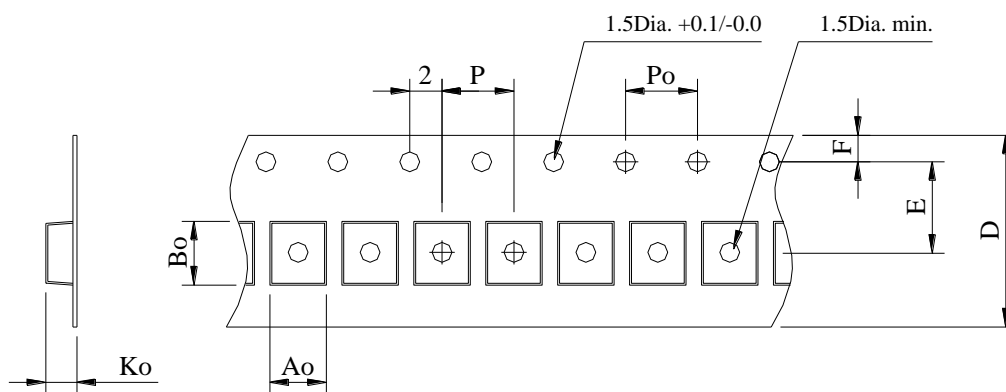 1.5Dia. +0.1/-0.0
1.5Dia. min.
2
P
Po
F
E
D
Bo
Ko
Ao